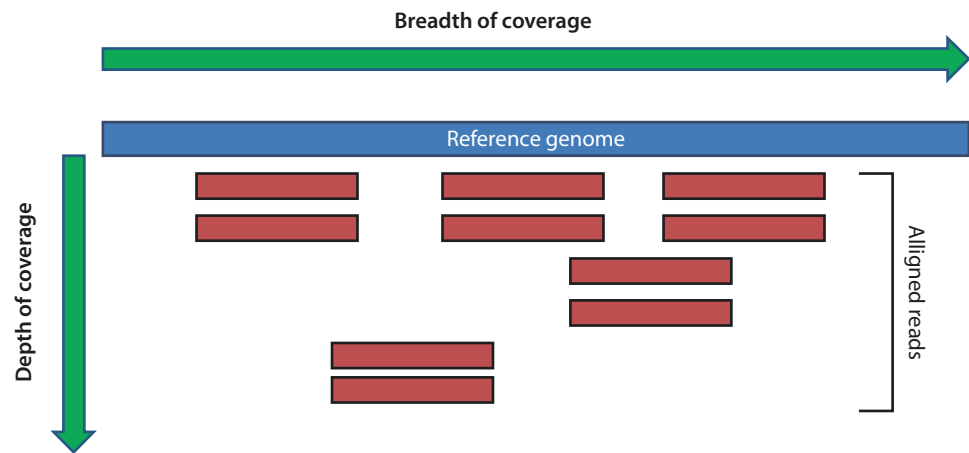 Breadth of coverage
Reference genome
Depth of coverage
Alligned reads